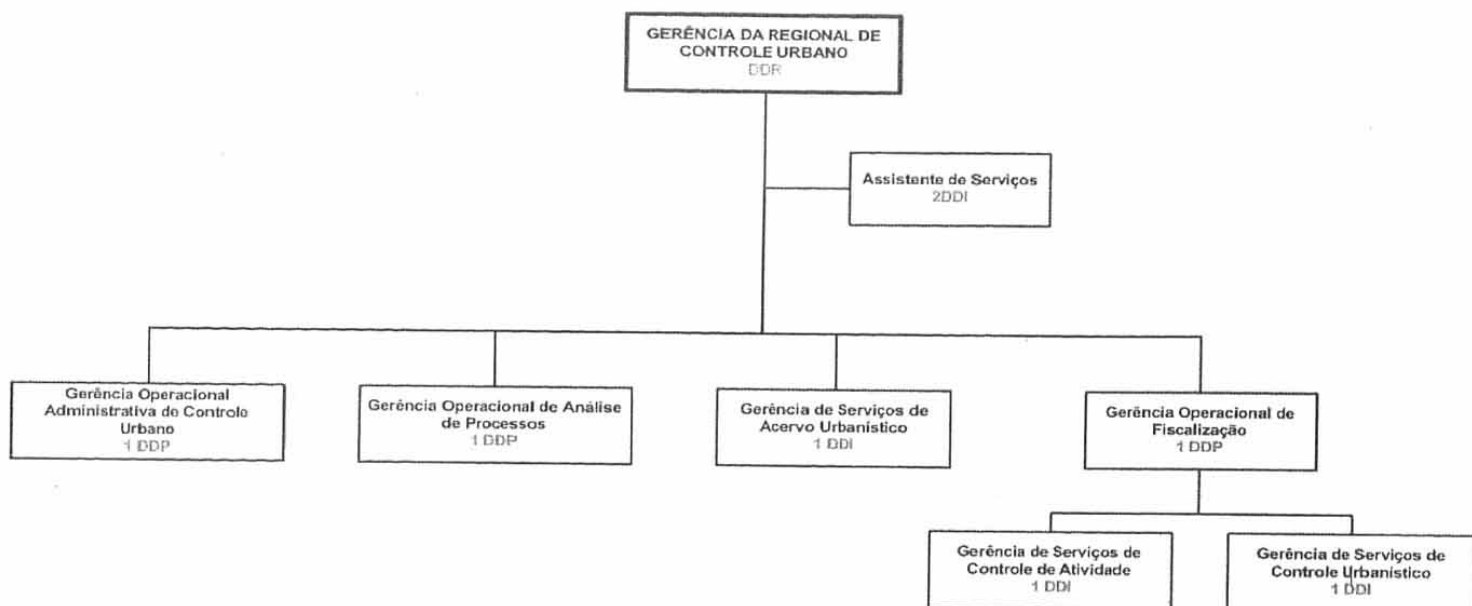 GERÊNCIA DA REGIONAL DE
CONTROLE URBANO
DDR
Assistente de Serviços
2DDI
Gerência Operacional
Administrativa de Controle
Urbano
1 DDP
Gerência Operacional de Análise
de Processos
1 DDP
Gerência de Serviços de
Acervo Urbanístico
1 DDI
Gerência Operacional de
Fiscalização
1 DDP
Gerência de Serviços de
Controle de Atividade
1 DDI
Gerência de Serviços de
Controle Urbanístico
1 DDI